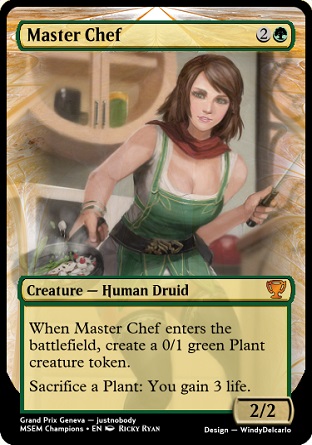 Master Chef 2
Creature — Human Druid
When Master Chef enters the
battlefield, create a 0/1 green Plant
creature token.
Sacrifice a Plant: You gain 3 life.
2/2
Grand Prix Geneva — justnobody
MSEM Champions • EN Ricky Ryan Design — WindyDelcarlo